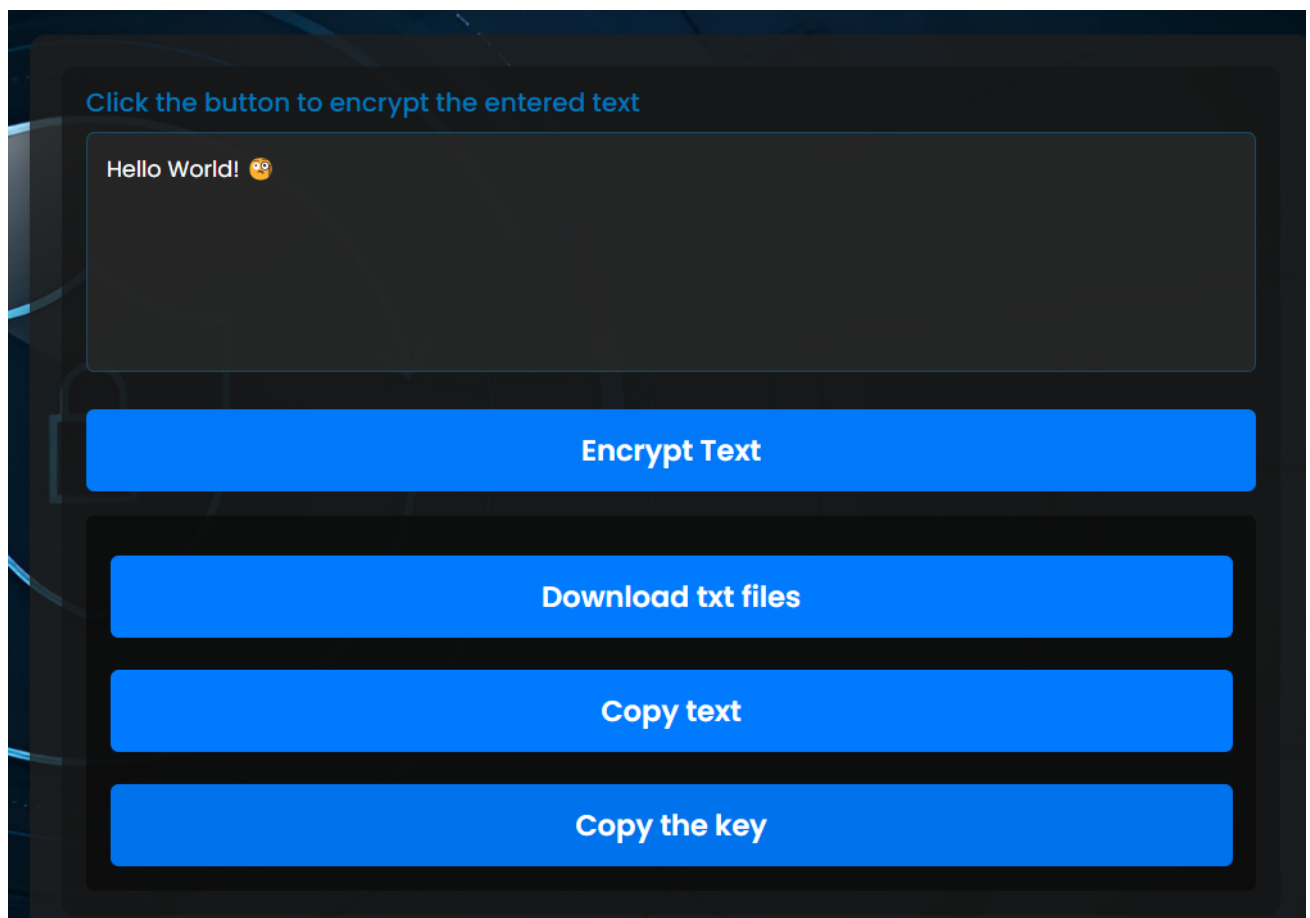 Click the button to encrypt the entered text
Hello World! 🧐
Encrypt Text
Download txt files
Copy text
Copy the key